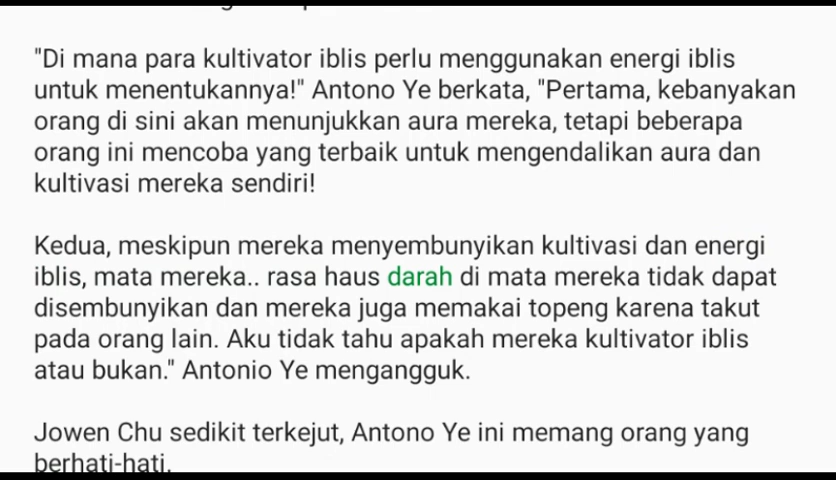 "Di mana para kultivator iblis perlu menggunakan energi iblis
untuk menentukannya!" Antono Ye berkata, "Pertama, kebanyakan
orang di sini akan menunjukkan aura mereka, tetapi beberapa
orang ini mencoba yang terbaik untuk mengendalikan aura dan
kultivasi mereka sendiri!
Kedua, meskipun mereka menyembunyikan kultivasi dan energi
iblis, mata mereka.. rasa haus darah di mata mereka tidak dapat
disembunyikan dan mereka juga memakai topeng karena takut
pada orang lain. Aku tidak tahu apakah mereka kultivator iblis
atau bukan." Antonio Ye mengangguk.
Jowen Chu sedikit terkejut, Antono Ye ini memang orang yang
berhati-hati.